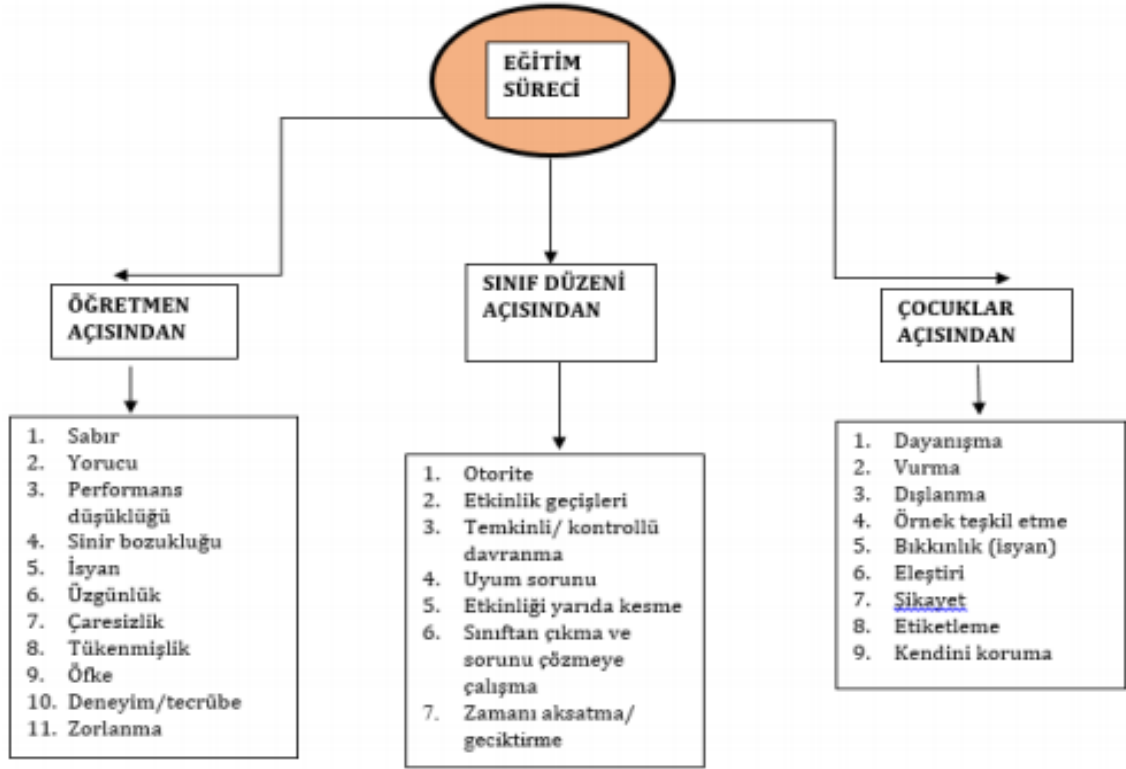 EĞİTİM
SÜRECİ
ÖĞRETMEN
AÇISINDAN
1. Sabır
2. Yorucu
3. Performans
düşüklüğü
4. Sinir bozukluğu
5. İsyan
6. Üzgünlük
7. Çaresizlik
8. Tükenmişlik
9. Öfke
10. Deneyim/tecrübe
11. Zorlanma
SINIF DÜZENİ
AÇISINDAN
1. Otorite
2. Etkinlik geçişleri
3. Temkinli/ kontrollü
davranma
4. Uyum sorunu
5. Etkinliği yarıda kesme
6. Sınıftan çıkma ve
sorunu çözmeye
çalışma
7. Zamanı aksatma/
geciktirme
ÇOCUKLAR
AÇISINDAN
1. Dayanışma
2. Vurma
3. Dışlanma
4. Örnek teşkil etme
5. Bıkkınlık (isyan)
6. Eleştiri
7. Şikayet
8. Etiketleme
9. Kendini koruma